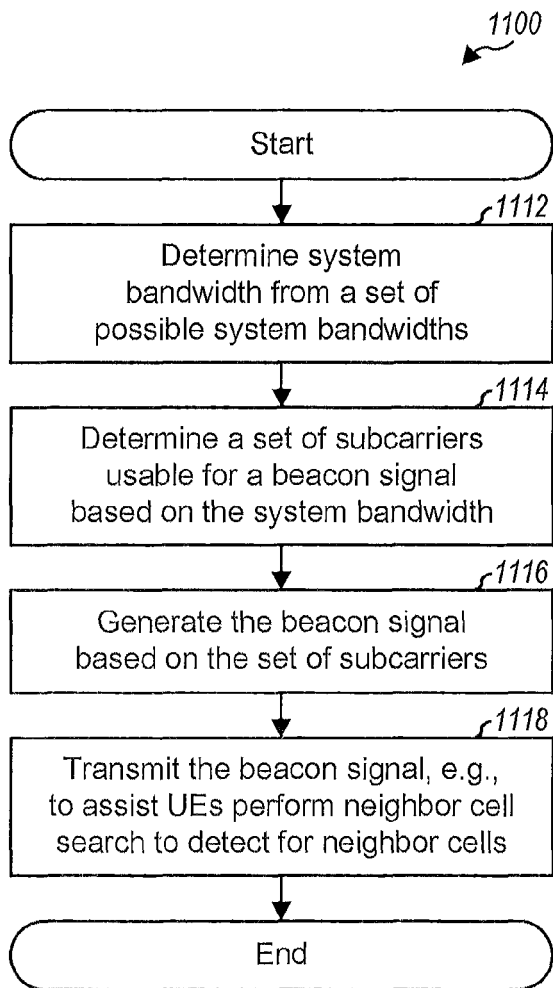 1100
Start
1112
Determine system
bandwidth from a set of
possible system bandwidths
1114
Determine a set of subcarriers
usable for a beacon signal
based on the system bandwidth
1116
Generate the beacon signal
based on the set of subcarriers
1118
Transmit the beacon signal, e.g.,
to assist UEs perform neighbor cell
search to detect for neighbor cells
End